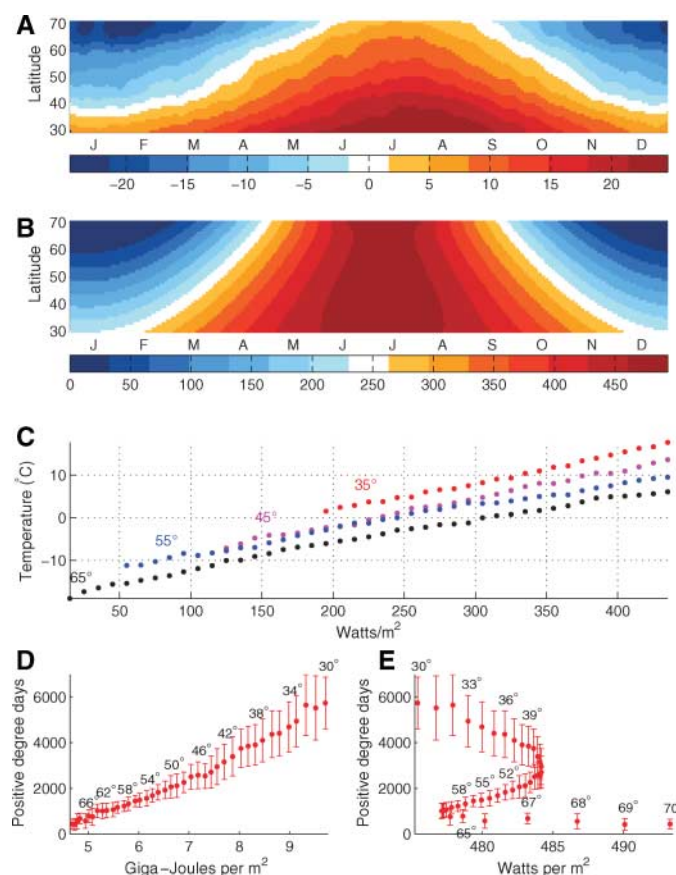 A
Latitude
70
60
50
40
30
J F M A M J J A S O N D
−20 −15 −10 −5 0 5 10 15 20
B
Latitude
70
60
50
40
30
J F M A M J J A S O N D
0 50 100 150 200 250 300 350 400 450
C
Temperature (°C)
10
0
−10
65°
55°
45°
35°
50 100 150 200 250 300 350 400
Watts/m²
D
Positive degree days
6000
4000
2000
0
66° 62° 58° 54° 50° 46° 42° 38° 34° 30°
5 6 7 8 9
Giga−Joules per m²
E
Positive degree days
6000
4000
2000
0
30° 33° 36° 39°
58° 55° 52°
65° 67° 68° 69° 70
480 485 490
Watts per m²